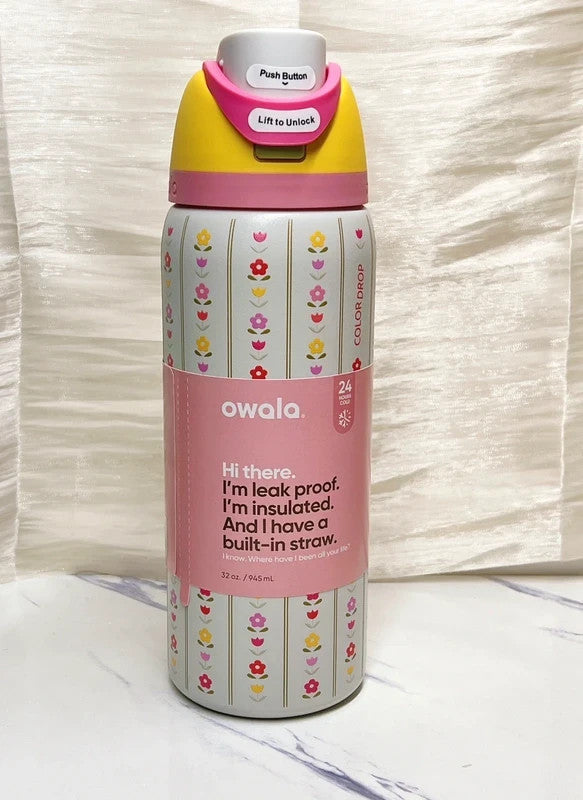 Push Button
Lift to Unlock
COLOR DROP
24
HOURS
COLD
owala.
Hi there.
I'm leak proof.
I'm insulated.
And I have a
built-in straw.
I know. Where have I been all your life?
32 oz. / 945 mL